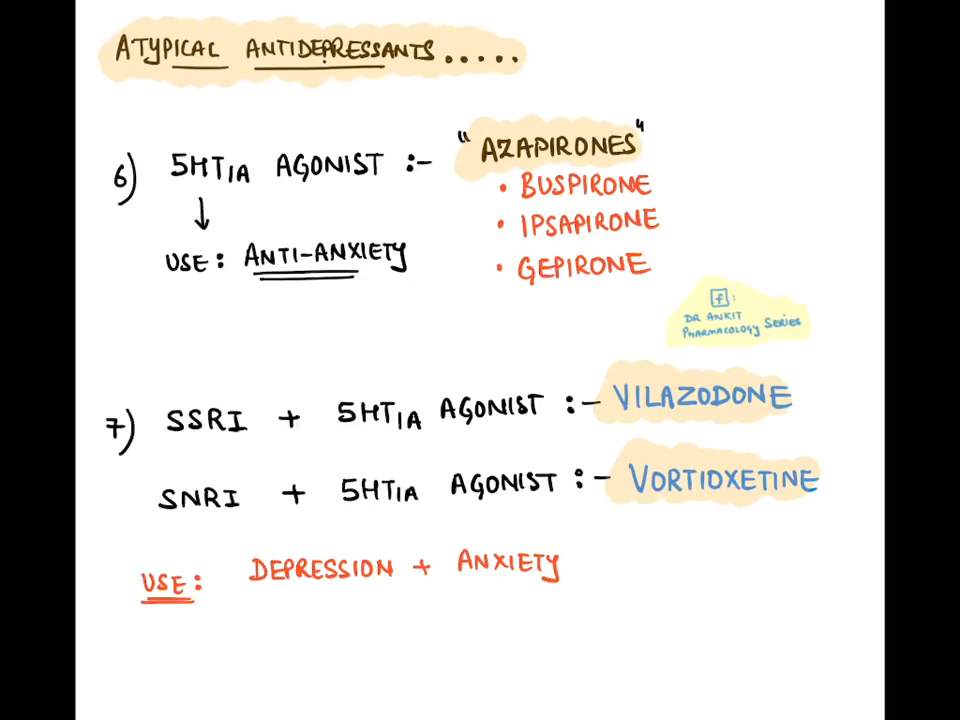 ATYPICAL ANTIDEPRESSANTS.....
6) 5HT1A AGONIST :- "AZAPIRONES"
• BUSPIRONE
• IPSAPIRONE
• GEPIRONE
↓
USE: ANTI-ANXIETY
f:
DR ANKIT
PHARMACOLOGY SERIES
7) SSRI + 5HT1A AGONIST :- VILAZODONE
SNRI + 5HT1A AGONIST :- VORTIOXETINE
USE: DEPRESSION + ANXIETY